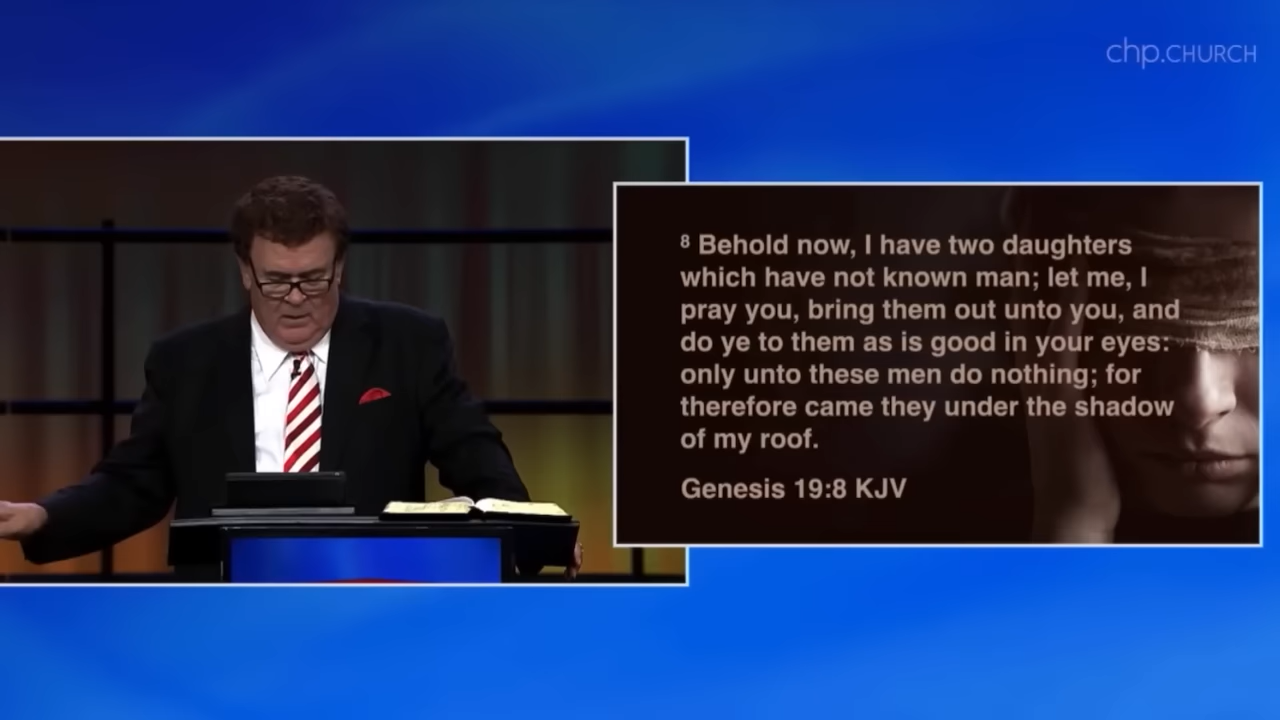 chp.CHURCH
⁸ Behold now, I have two daughters
which have not known man; let me, I
pray you, bring them out unto you, and
do ye to them as is good in your eyes:
only unto these men do nothing; for
therefore came they under the shadow
of my roof.
Genesis 19:8 KJV